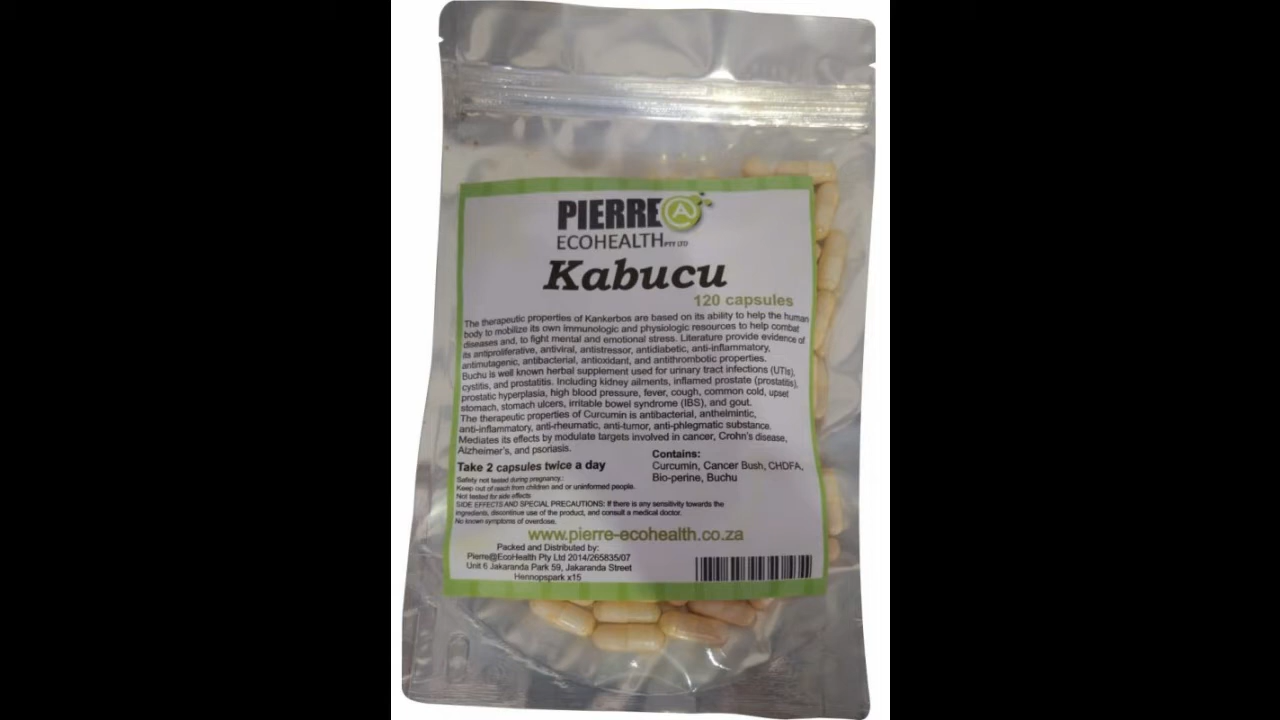 PIERRE@
ECOHEALTH PTY LTD
Kabucu
120 capsules
The therapeutic properties of Kankerbos are based on its ability to help the human
body to mobilize its own immunologic and physiologic resources to help combat
diseases and, to fight mental and emotional stress. Literature provide evidence of
its antiproliferative, antiviral, antistressor, antidiabetic, anti-inflammatory,
antimutagenic, antibacterial, antioxidant, and antithrombotic properties.
Buchu is well known herbal supplement used for urinary tract infections (UTIs),
cystitis, and prostatitis. Including kidney ailments, inflamed prostate (prostatitis),
prostatic hyperplasia, high blood pressure, fever, cough, common cold, upset
stomach, stomach ulcers, irritable bowel syndrome (IBS), and gout.
The therapeutic properties of Curcumin is antibacterial, antheimintic,
anti-inflammatory, anti-rheumatic, anti-tumor, anti-phlegmatic substance.
Mediates its effects by modulate targets involved in cancer, Crohn's disease,
Alzheimer's, and psoriasis.
Take 2 capsules twice a day
Safety not tested during pregnancy.:
Keep out of reach from children and or uninformed people.
Not tested for side effects
SIDE EFFECTS AND SPECIAL PRECAUTIONS: If there is any sensitivity towards the
ingredients, discontinue use of the product, and consult a medical doctor.
No known symptoms of overdose.
Contains:
Curcumin, Cancer Bush, CHDFA,
Bio-perine, Buchu
www.pierre-ecohealth.co.za
Packed and Distributed by:
Pierre@EcoHealth Pty Ltd 2014/265835/07
Unit 6 Jakaranda Park 59, Jakaranda Street
Hennopspark x15